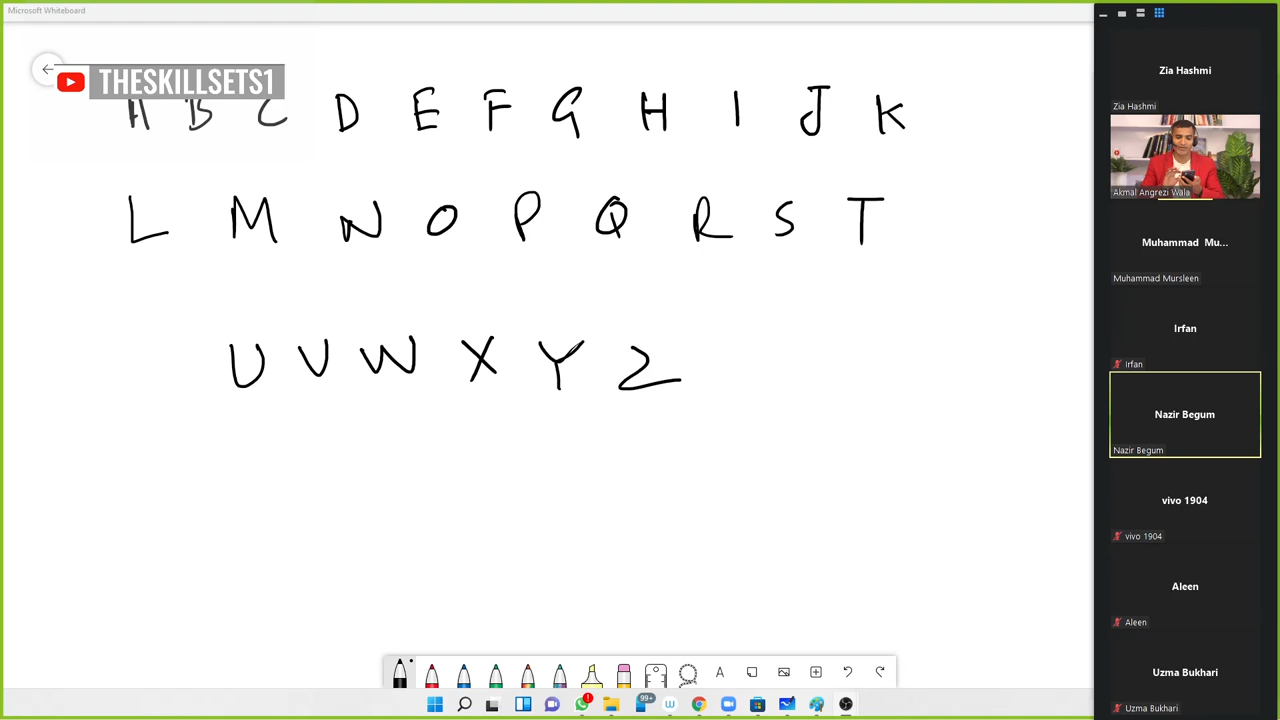 Microsoft Whiteboard
THESKILLSETS1
A B C D E F G H I J K
L M N O P Q R S T
U V W X Y Z
Zia Hashmi
Zia Hashmi
Akmal Angrezi Wala
Muhammad Mu...
Muhammad Mursleen
Irfan
Irfan
Nazir Begum
Nazir Begum
vivo 1904
vivo 1904
Aleen
Aleen
Uzma Bukhari
Uzma Bukhari
A
99+